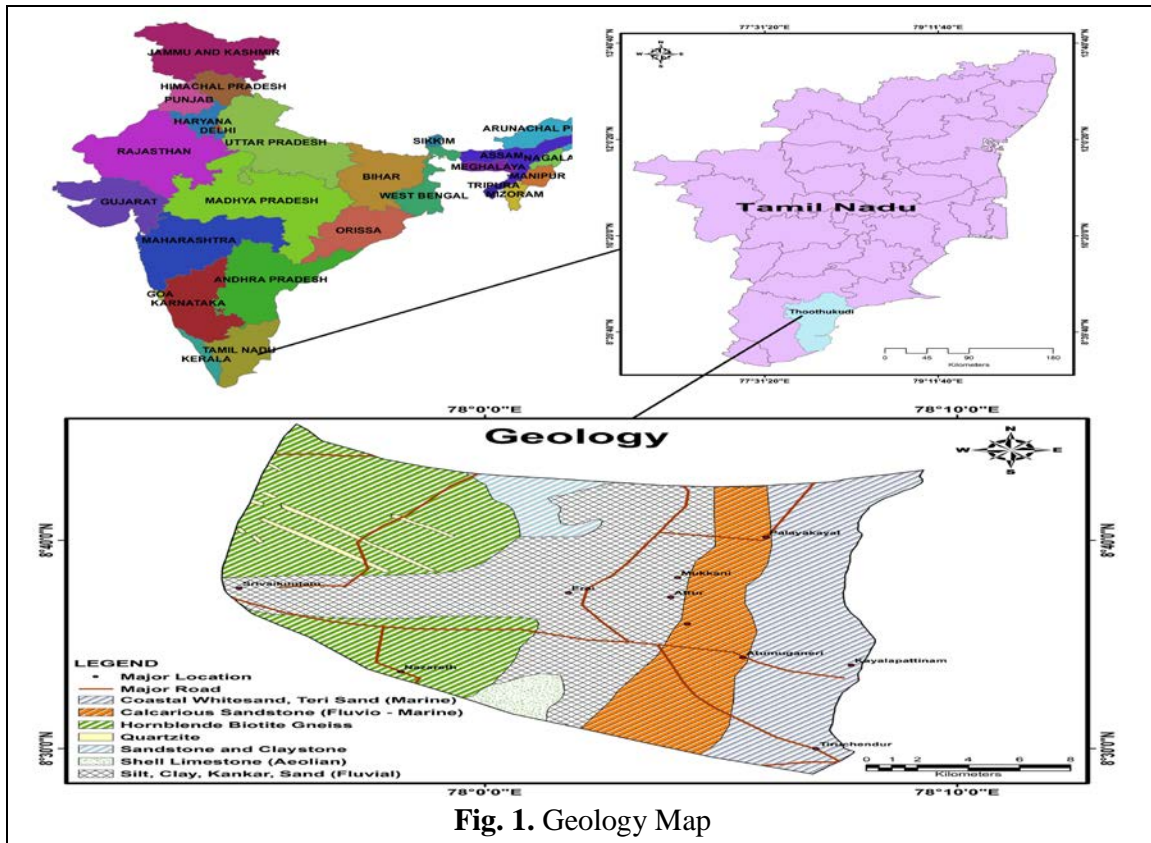 JAMMU AND KASHMIR
HIMACHAL PRADESH
PUNJAB
HARYANA
DELHI
UTTAR PRADESH
RAJASTHAN
SIKKIM
ARUNACHAL P
ASSAM
NAGALA
MEGHALAYA
MANIPUR
TRIPURA
MIZORAM
BIHAR
WEST BENGAL
GUJARAT
MADHYA PRADESH
ORISSA
MAHARASHTRA
ANDHRA PRADESH
GOA
KARNATAKA
TAMIL NADU
KERALA
77°31'20"E
79°11'40"E
N
W E
S
Tamil Nadu
Thoothukudi
0 45 90 180
Kilometers
77°31'20"E
79°11'40"E
78°0'0"E
78°10'0"E
Geology
N
W E
S
8°40'0"N
8°40'0"N
Palayakayal
Mukkani
Srivaikundam
Eral
Attur
Arumuganeri
Kayalapattinam
Nazareth
Tiruchendur
8°30'0"N
8°30'0"N
LEGEND
Major Location
Major Road
Coastal Whitesand, Teri Sand (Marine)
Calcarious Sandstone (Fluvio - Marine)
Hornblende Biotite Gneiss
Quartzite
Sandstone and Claystone
Shell Limestone (Aeolian)
Silt, Clay, Kankar, Sand (Fluvial)
0 1 2 4 6 8
Kilometers
78°0'0"E
78°10'0"E
Fig. 1. Geology Map